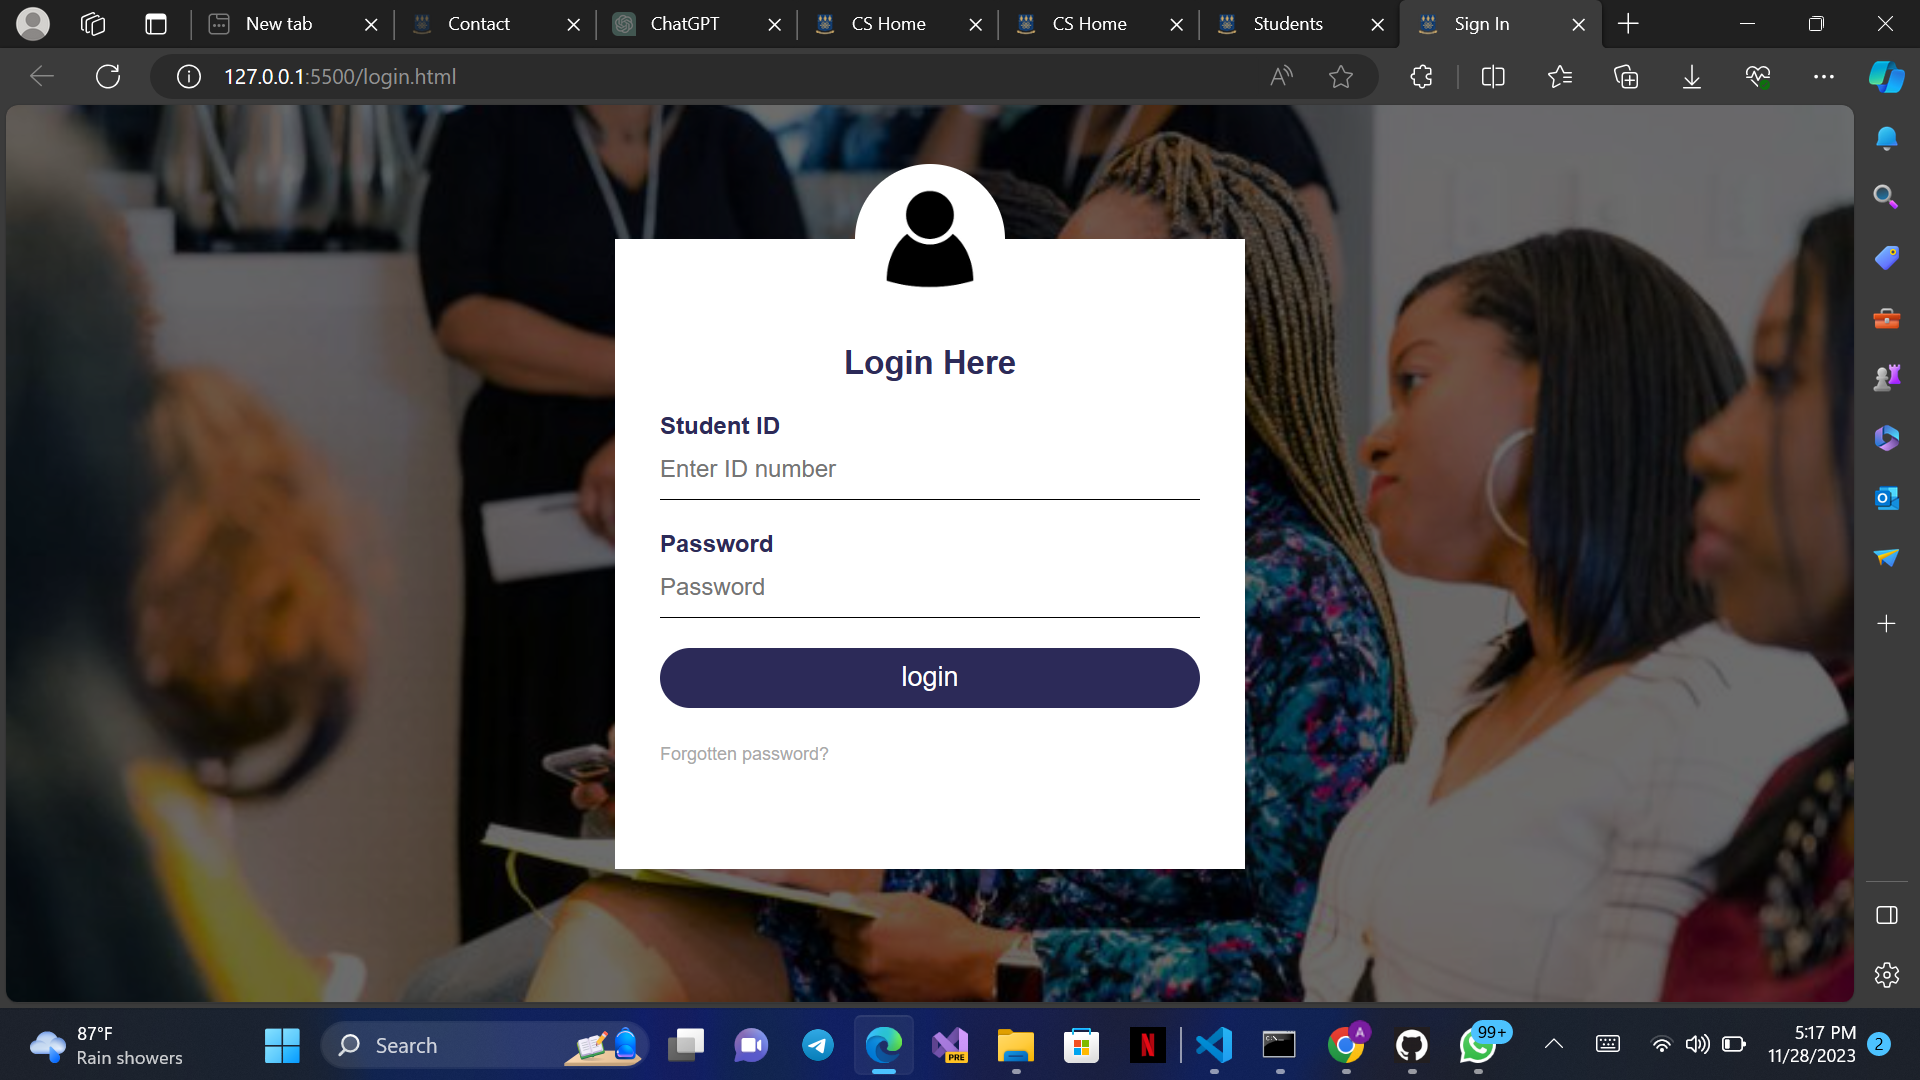 New tab
Contact
ChatGPT
CS Home
CS Home
Students
Sign In
127.0.0.1:5500/login.html
Login Here
Student ID
Enter ID number
Password
Password
login
Forgotten password?
87°F
Rain showers
Search
PRE
A
99+
5:17 PM
11/28/2023
2